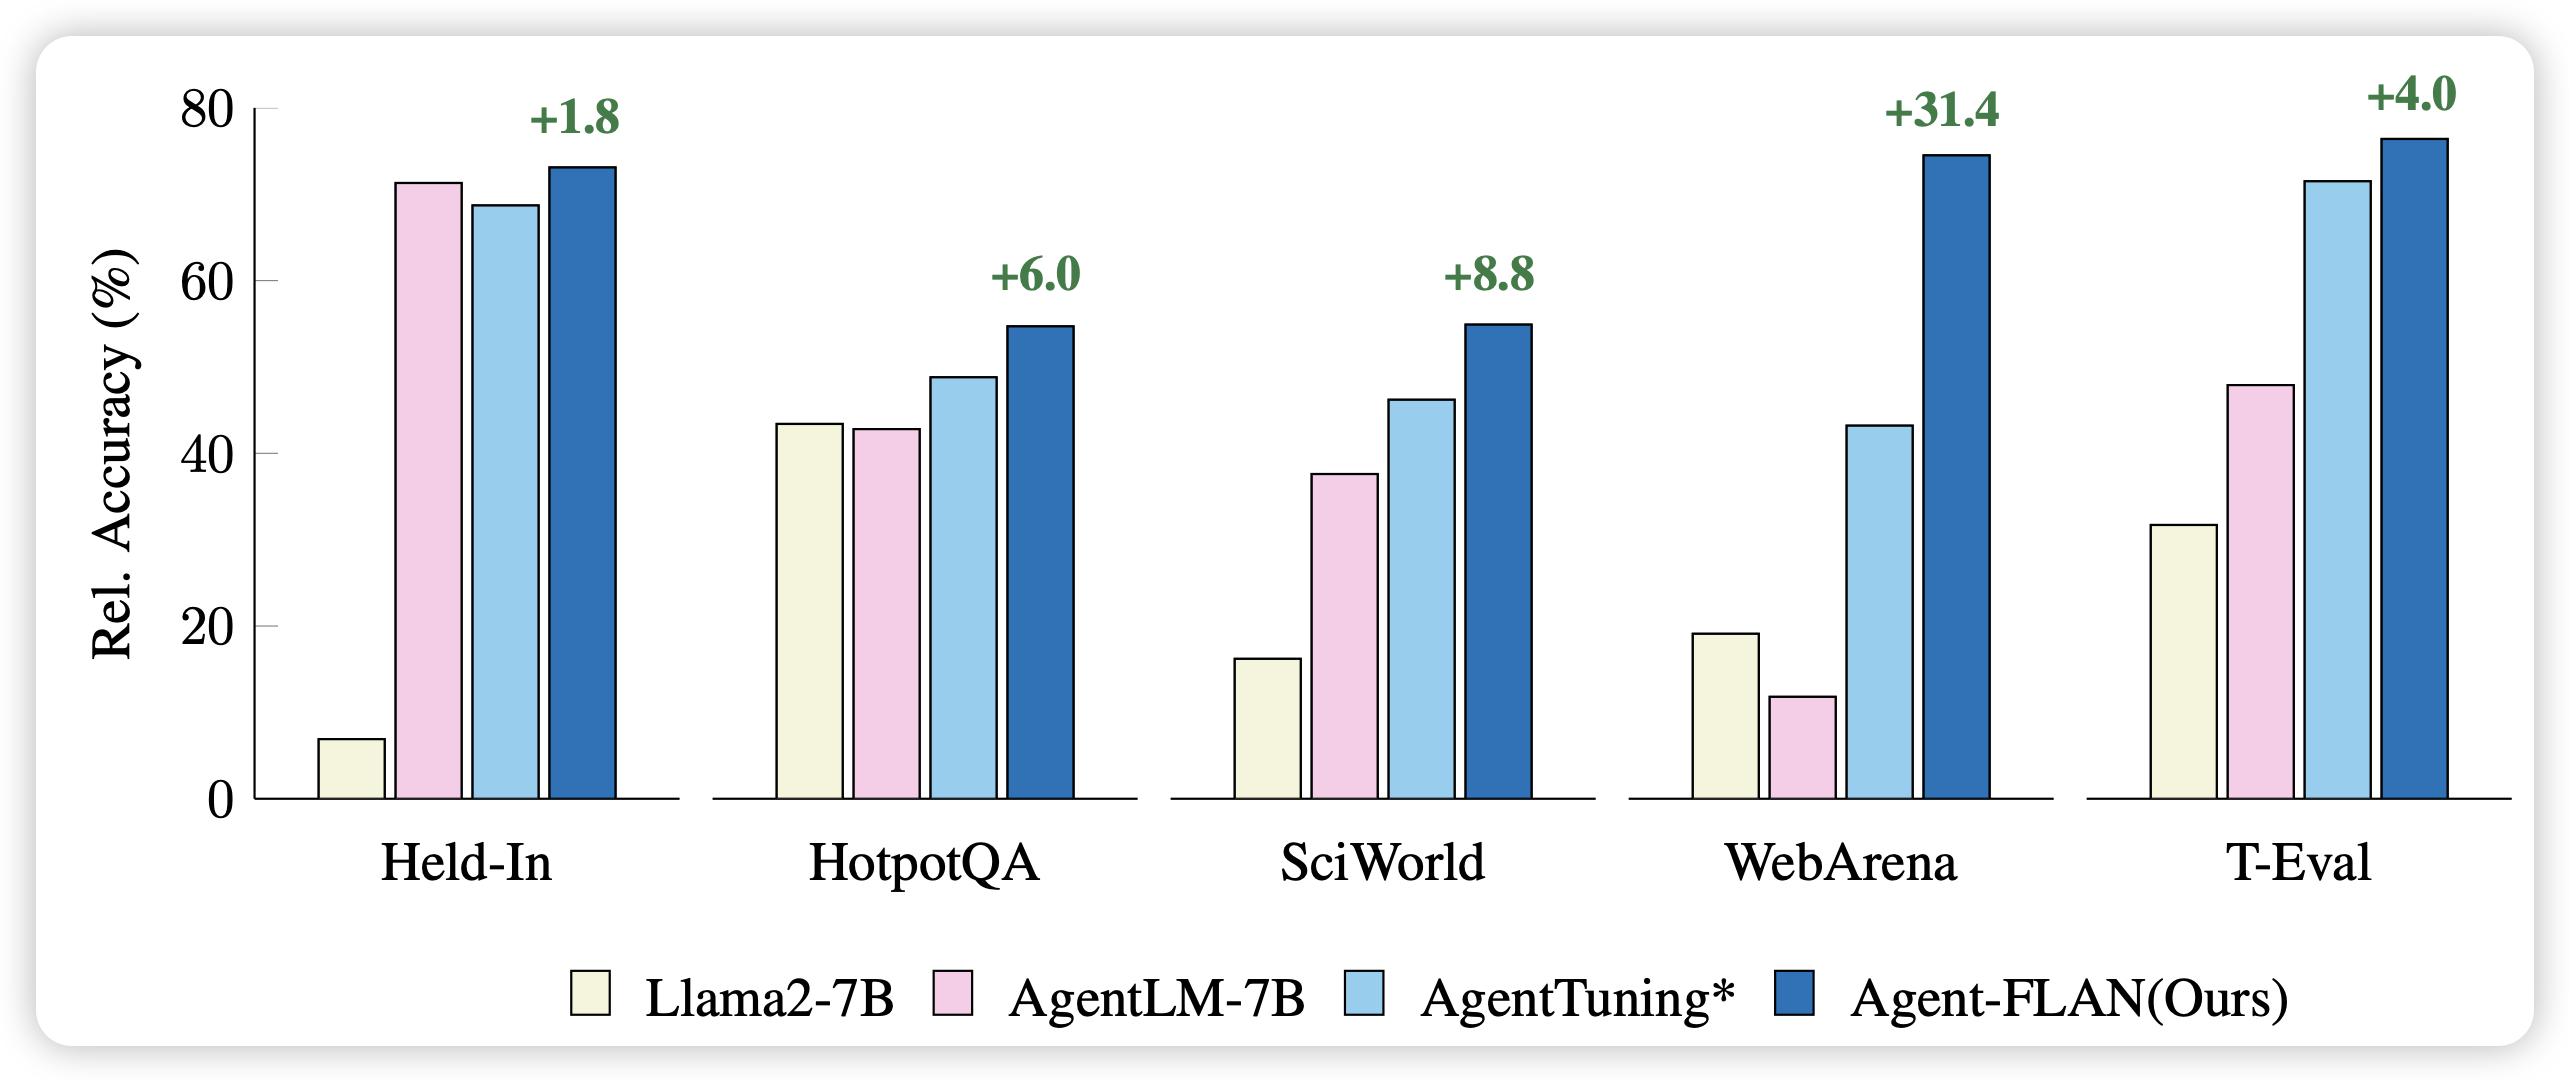 Rel. Accuracy (%)
80
60
40
20
0
+1.8
+6.0
+8.8
+31.4
+4.0
Held-In
HotpotQA
SciWorld
WebArena
T-Eval
Llama2-7B AgentLM-7B AgentTuning* Agent-FLAN(Ours)